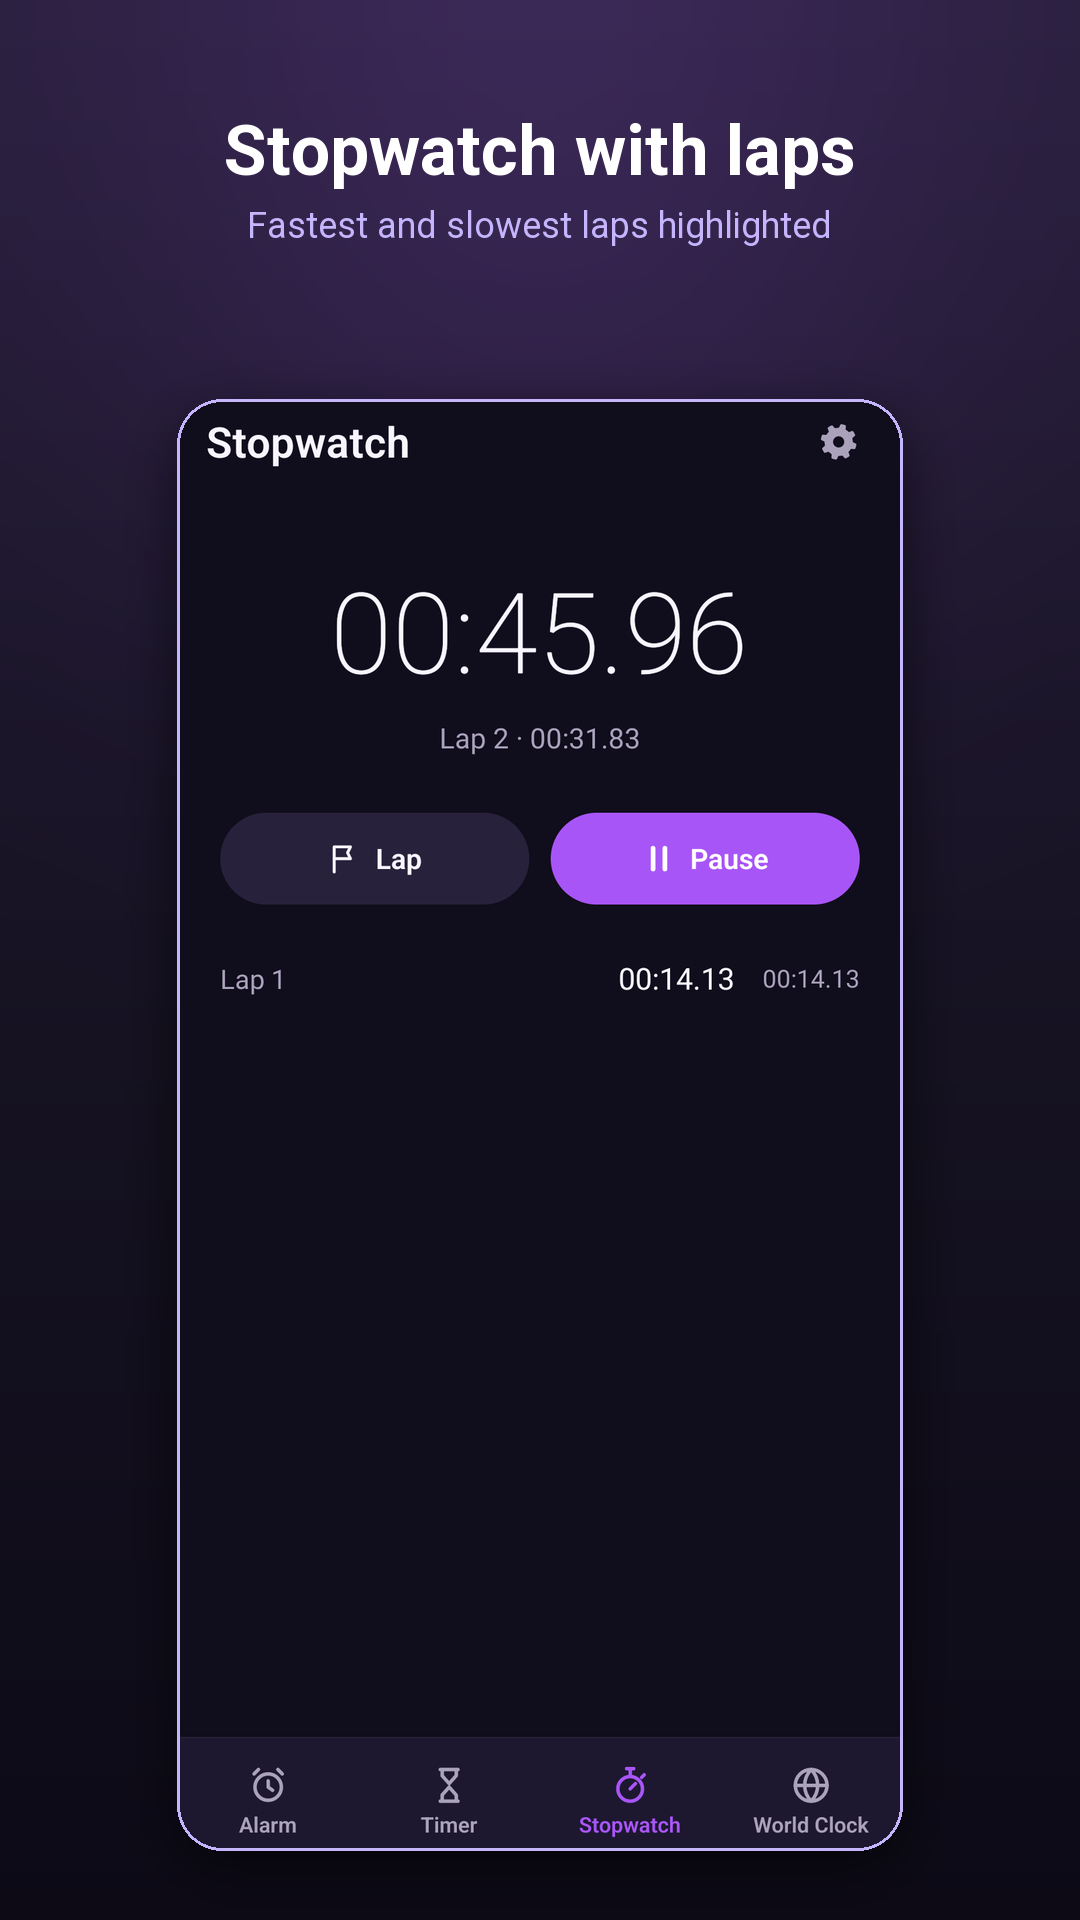 Stopwatch with laps
Fastest and slowest laps highlighted
Stopwatch
00:45.96
Lap 2 · 00:31.83
Lap Pause
Lap 1 00:14.13 00:14.13
Alarm Timer Stopwatch World Clock